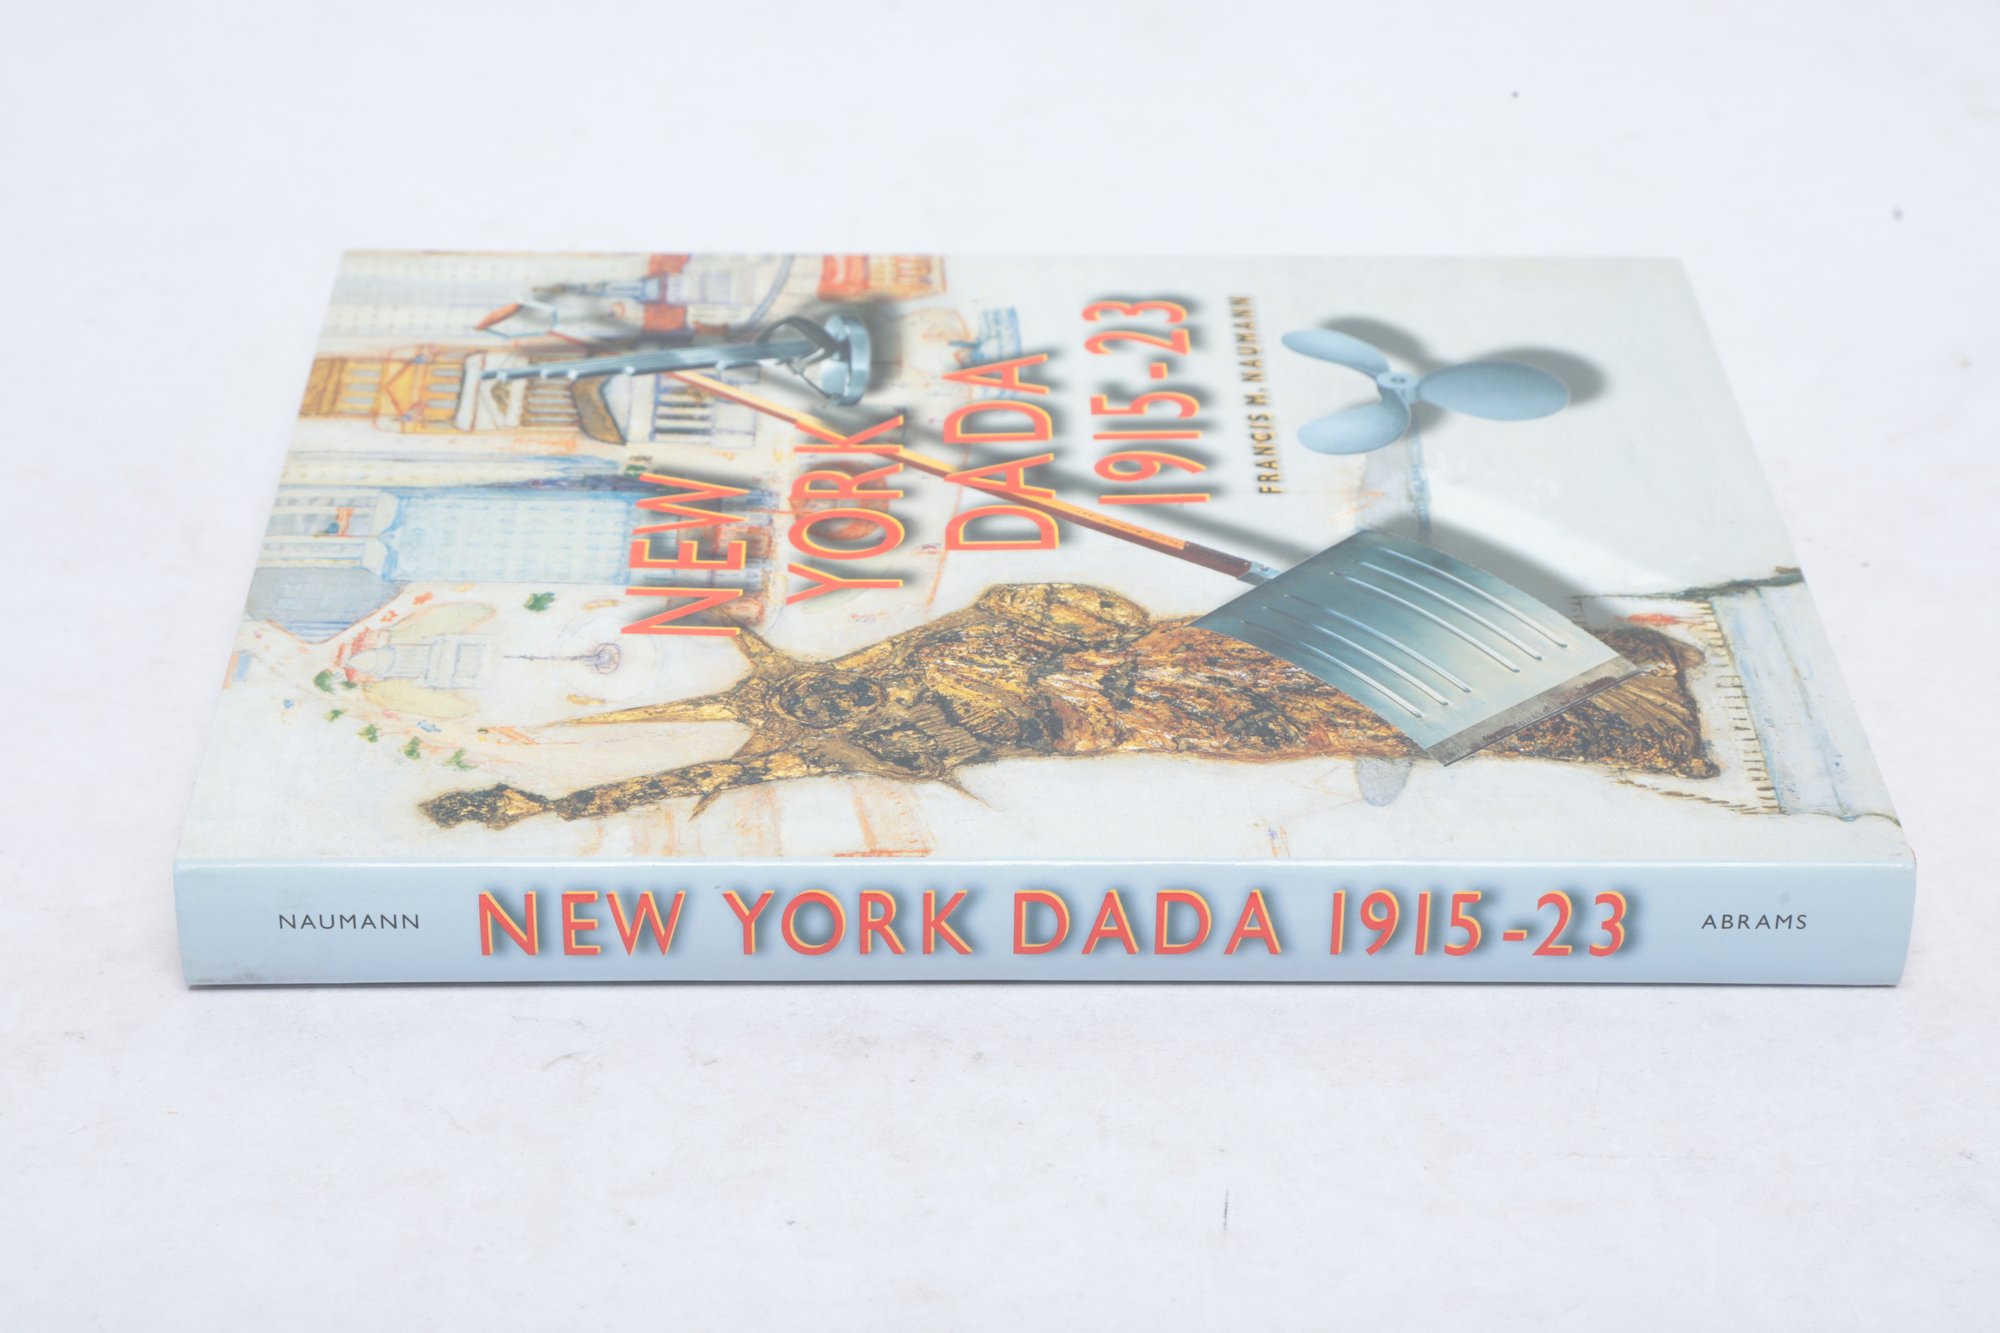 NEW
YORK
DADA
1915-23
FRANCIS M. NAUMANN
NAUMANN NEW YORK DADA 1915-23 ABRAMS